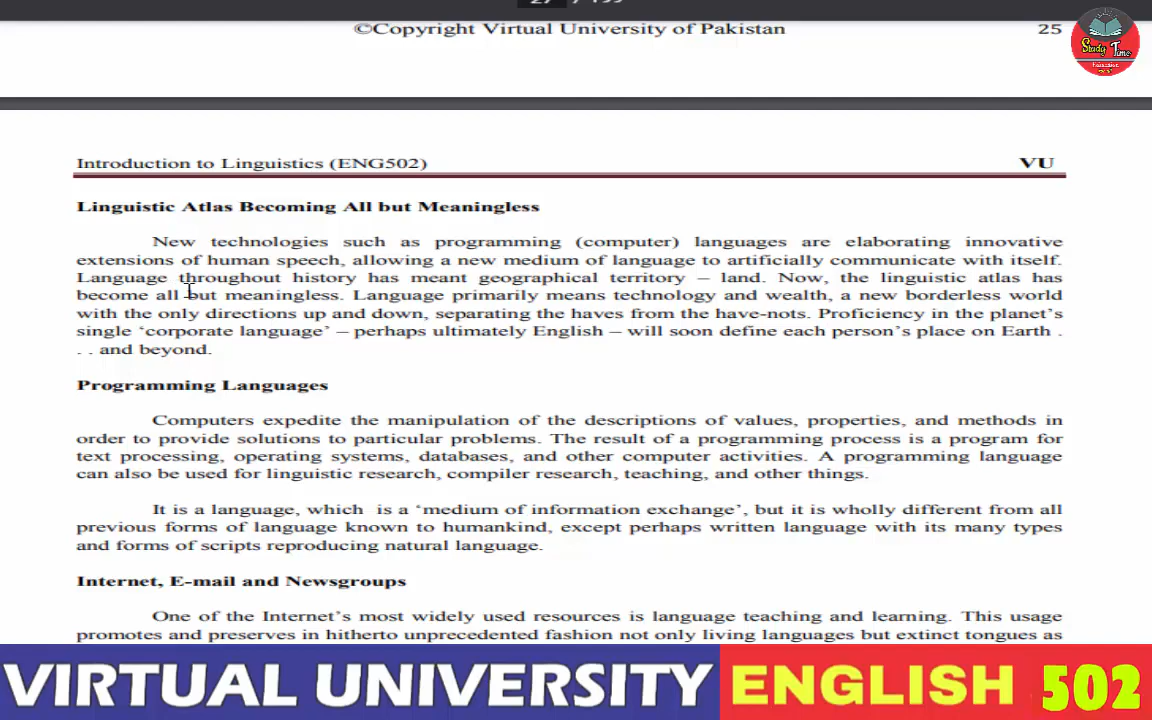 ©Copyright Virtual University of Pakistan 25
Study Time
Introduction to Linguistics (ENG502) VU
Linguistic Atlas Becoming All but Meaningless
New technologies such as programming (computer) languages are elaborating innovative
extensions of human speech, allowing a new medium of language to artificially communicate with itself.
Language throughout history has meant geographical territory – land. Now, the linguistic atlas has
become all but meaningless. Language primarily means technology and wealth, a new borderless world
with the only directions up and down, separating the haves from the have-nots. Proficiency in the planet's
single ‘corporate language’ – perhaps ultimately English – will soon define each person's place on Earth .
. . and beyond.
Programming Languages
Computers expedite the manipulation of the descriptions of values, properties, and methods in
order to provide solutions to particular problems. The result of a programming process is a program for
text processing, operating systems, databases, and other computer activities. A programming language
can also be used for linguistic research, compiler research, teaching, and other things.
It is a language, which is a ‘medium of information exchange’, but it is wholly different from all
previous forms of language known to humankind, except perhaps written language with its many types
and forms of scripts reproducing natural language.
Internet, E-mail and Newsgroups
One of the Internet's most widely used resources is language teaching and learning. This usage
promotes and preserves in hitherto unprecedented fashion not only living languages but extinct tongues as
VIRTUAL UNIVERSITY ENGLISH 502